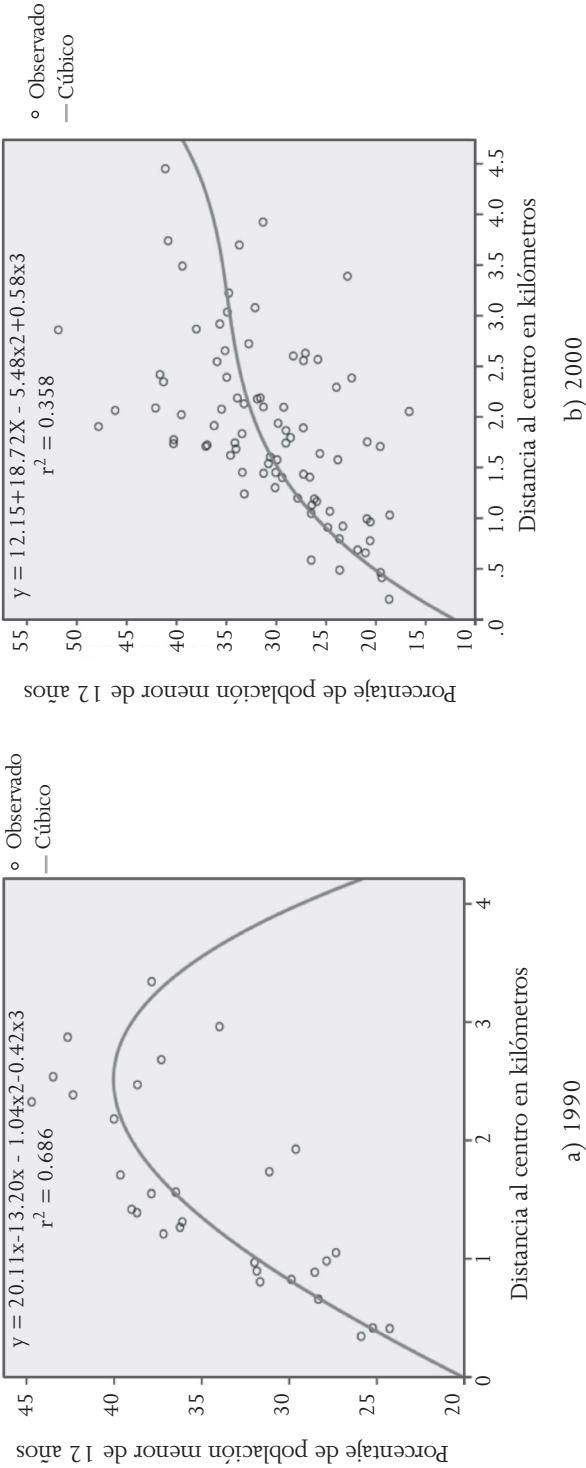 y = 20.11x-13.20x - 1.04x2-0.42x3
r² = 0.686
o Observado
— Cúbico
Porcentaje de población menor de 12 años
45
40
35
30
25
20
0
1
2
3
4
Distancia al centro en kilómetros
a) 1990
y = 12.15+18.72X - 5.48x2+0.58x3
r² = 0.358
o Observado
— Cúbico
Porcentaje de población menor de 12 años
55
50
45
40
35
30
25
20
15
10
.0
.5
1.0
1.5
2.0
2.5
3.0
3.5
4.0
4.5
Distancia al centro en kilómetros
b) 2000